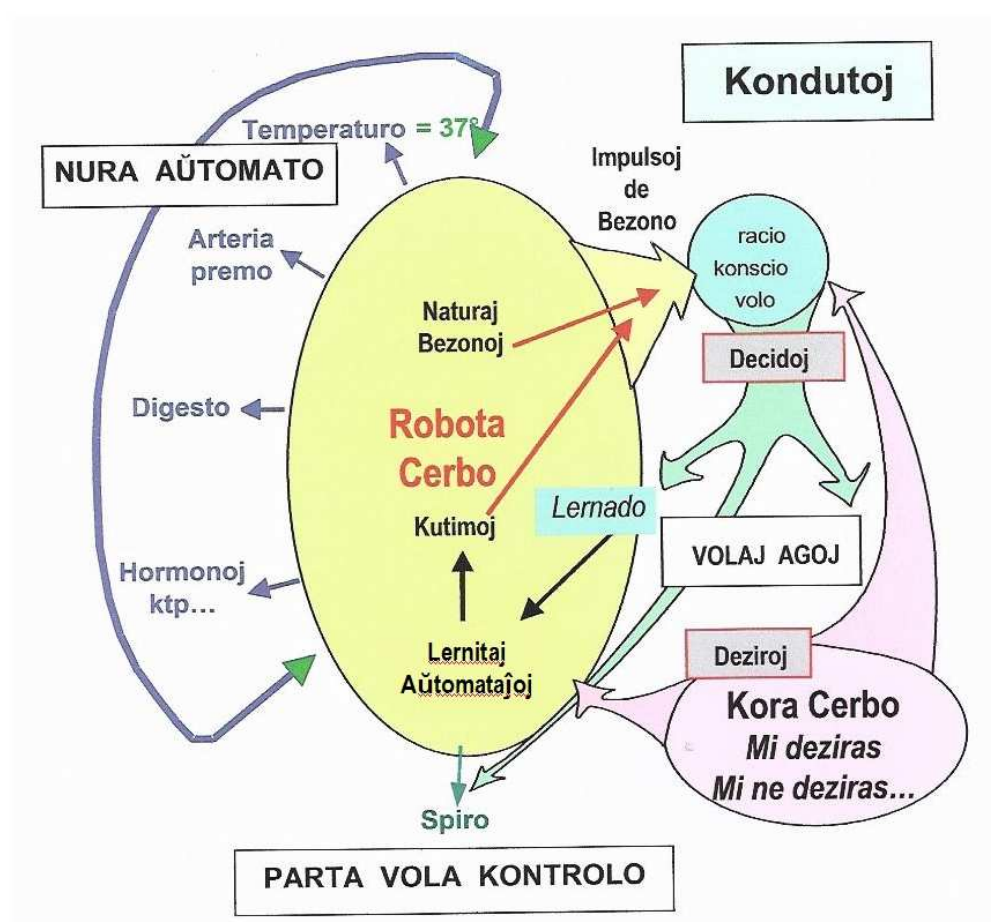 Kondutoj
Temperaturo = 37°
NURA AŬTOMATO
Impulsoj
de
Bezono
Arteria
premo
racio
konscio
volo
Naturaj
Bezonoj
Decidoj
Digesto
Robota
Cerbo
Lernado
Kutimoj
VOLAJ AGOJ
Hormonoj
ktp...
Lernitaj
Aŭtomataĵoj
Deziroj
Kora Cerbo
Mi deziras
Mi ne deziras...
Spiro
PARTA VOLA KONTROLO